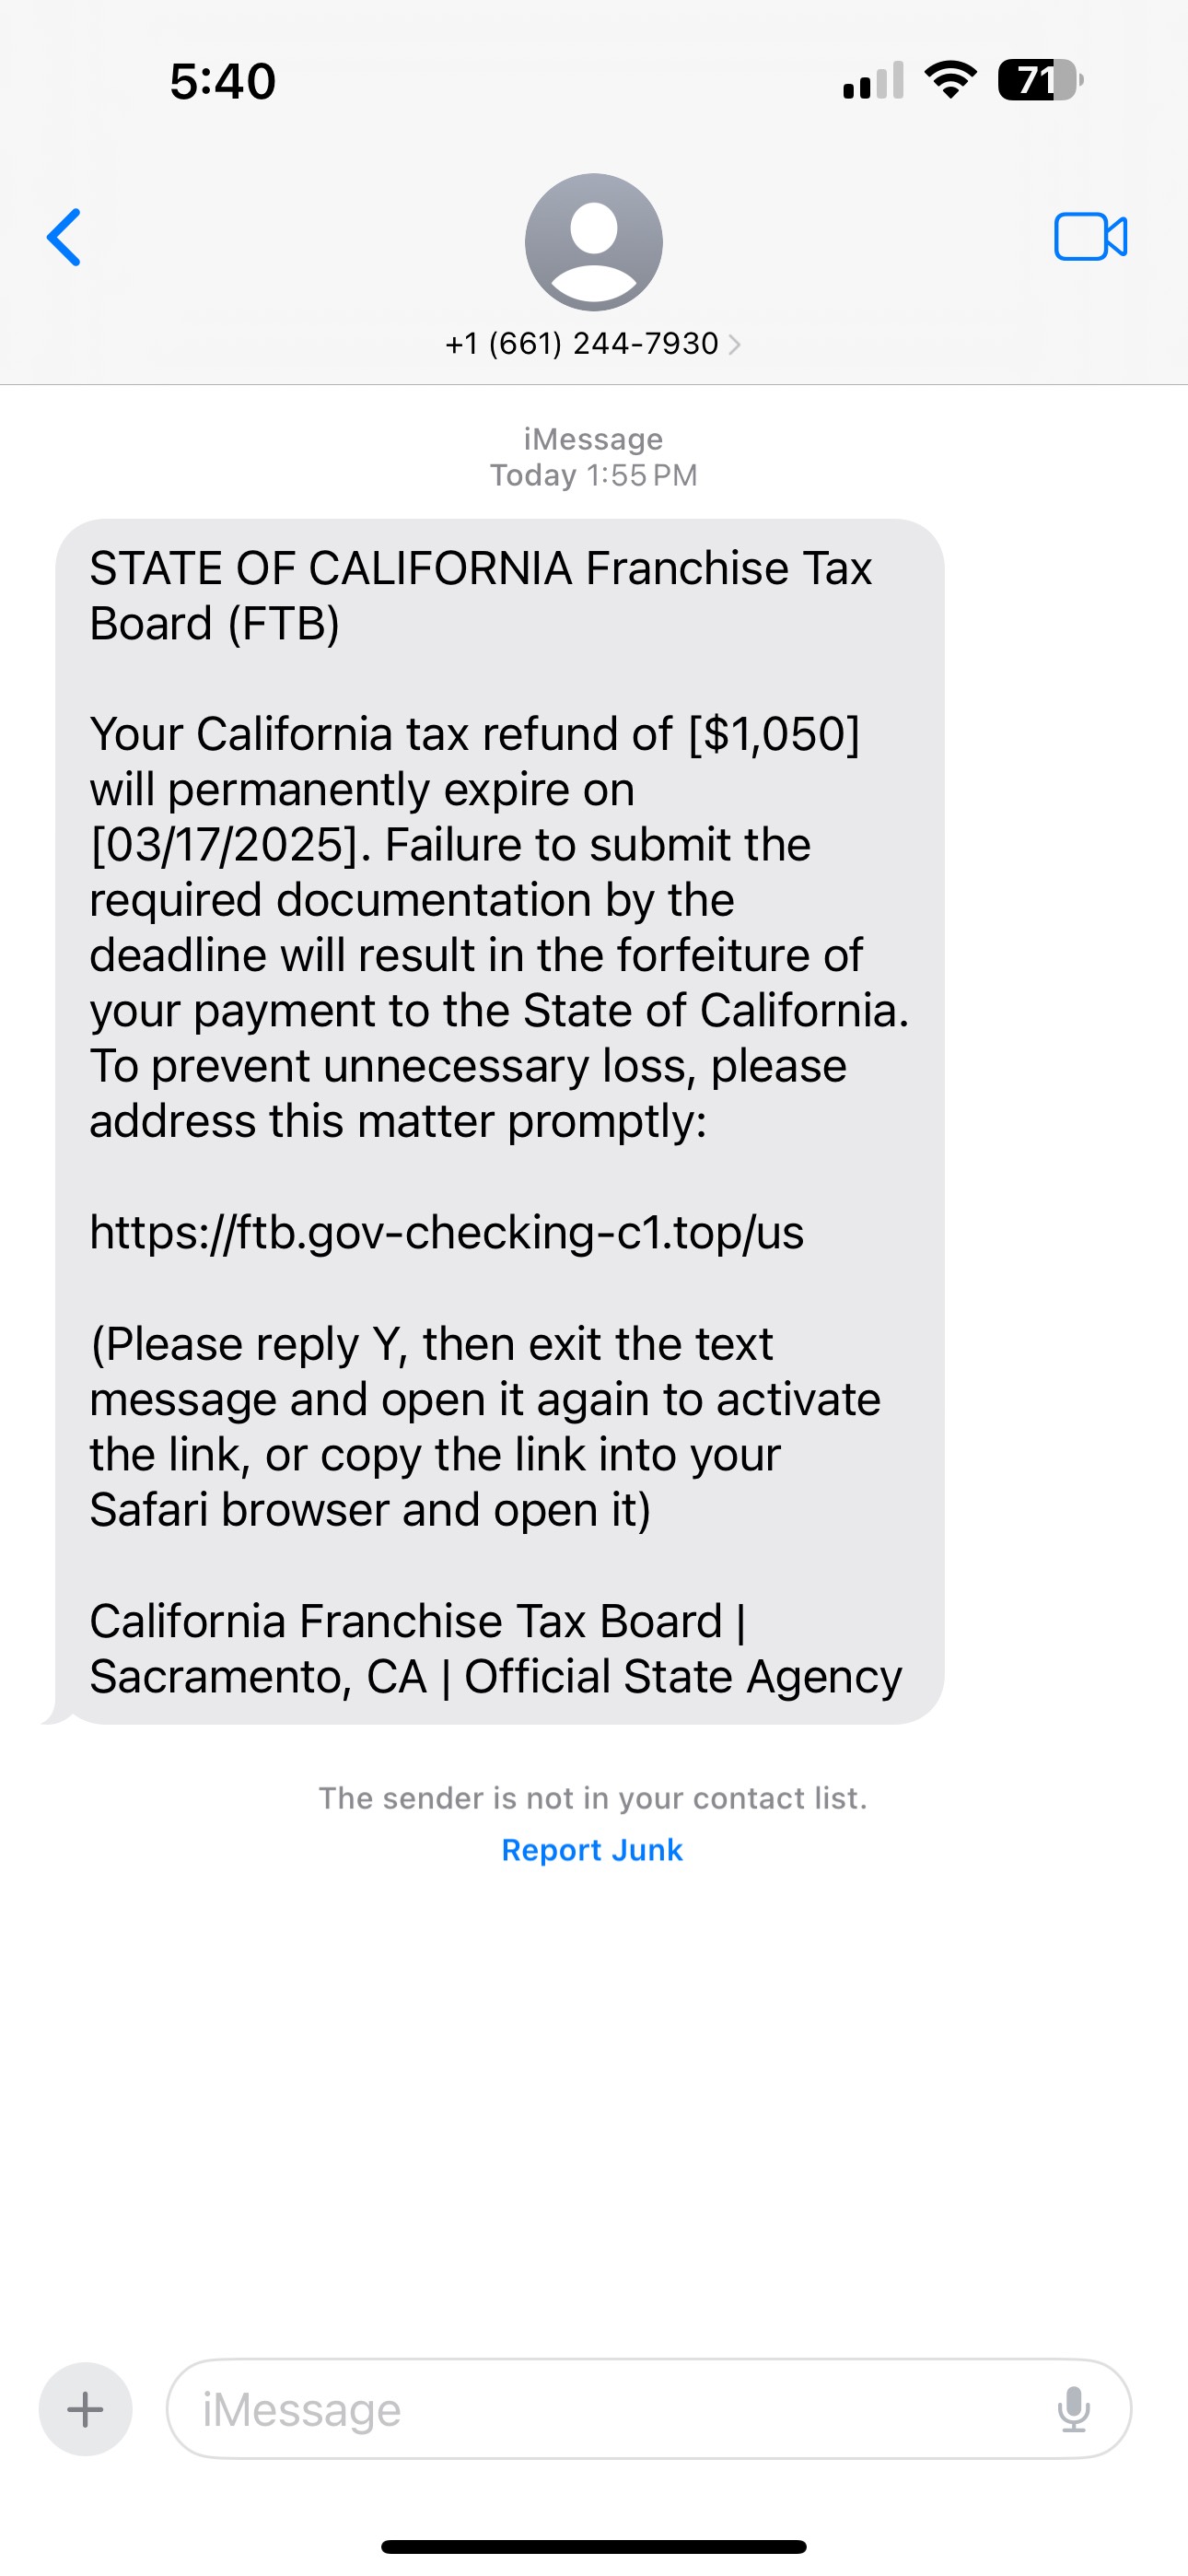 5:40
71
+1 (661) 244-7930
iMessage
Today 1:55 PM
STATE OF CALIFORNIA Franchise Tax
Board (FTB)
Your California tax refund of [$1,050]
will permanently expire on
[03/17/2025]. Failure to submit the
required documentation by the
deadline will result in the forfeiture of
your payment to the State of California.
To prevent unnecessary loss, please
address this matter promptly:
https://ftb.gov-checking-c1.top/us
(Please reply Y, then exit the text
message and open it again to activate
the link, or copy the link into your
Safari browser and open it)
California Franchise Tax Board |
Sacramento, CA | Official State Agency
The sender is not in your contact list.
Report Junk
iMessage